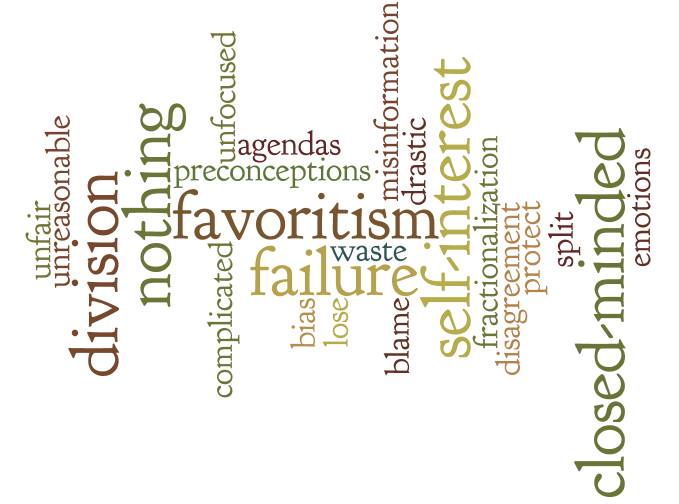 unfair
unreasonable
division
nothing
unfocused
agendas
preconceptions
favoritism
waste
failure
complicated
bias
lose
blame
misinformation
drastic
self-interest
fractionalization
disagreement
protect
split
closed-minded
emotions